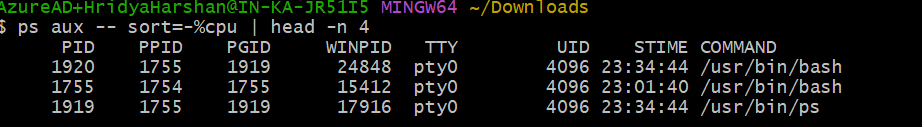 AzureAD+HridyaHarshan@IN-KA-JR51I5 MINGW64 ~/Downloads
$ ps aux -- sort=-%cpu | head -n 4
PID PPID PGID WINPID TTY UID STIME COMMAND
1920 1755 1919 24848 pty0 4096 23:34:44 /usr/bin/bash
1755 1754 1755 15412 pty0 4096 23:01:40 /usr/bin/bash
1919 1755 1919 17916 pty0 4096 23:34:44 /usr/bin/ps